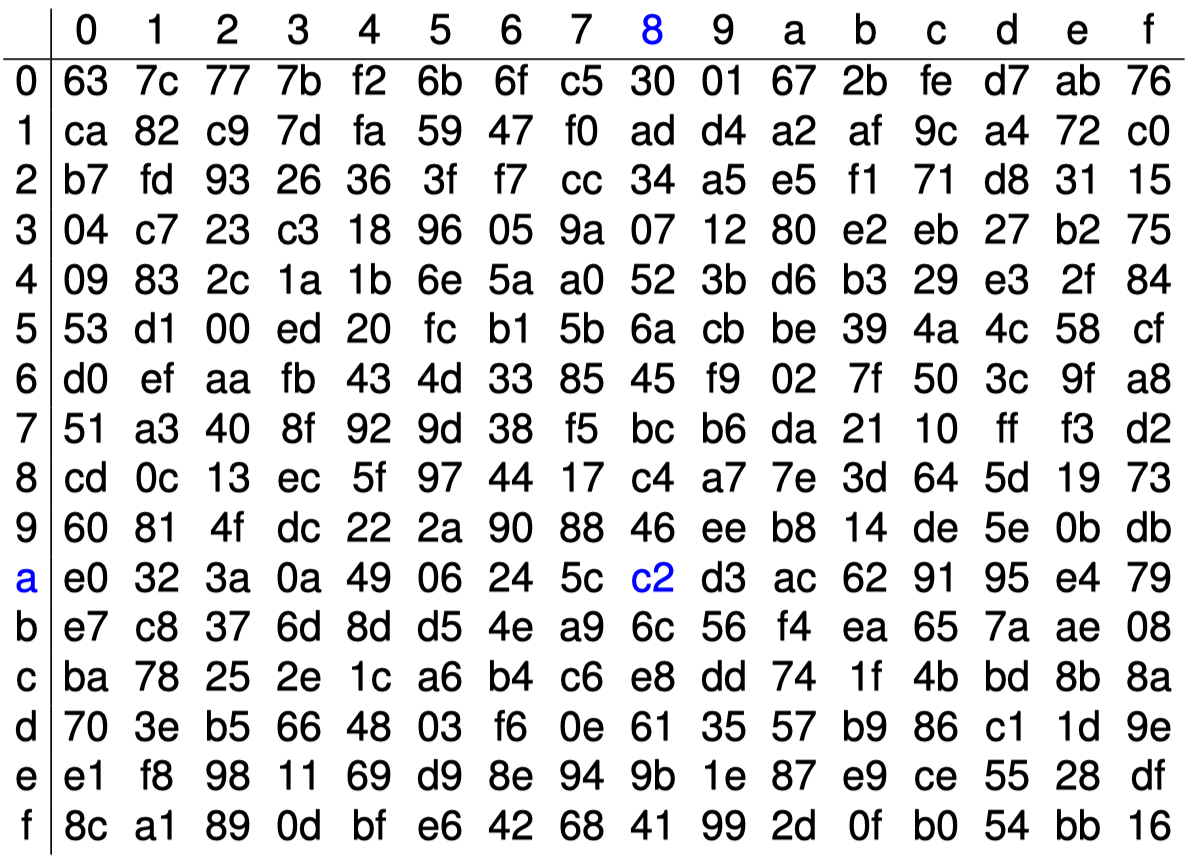 0 1 2 3 4 5 6 7 8 9 a b c d e f
0 63 7c 77 7b f2 6b 6f c5 30 01 67 2b fe d7 ab 76
1 ca 82 c9 7d fa 59 47 f0 ad d4 a2 af 9c a4 72 c0
2 b7 fd 93 26 36 3f f7 cc 34 a5 e5 f1 71 d8 31 15
3 04 c7 23 c3 18 96 05 9a 07 12 80 e2 eb 27 b2 75
4 09 83 2c 1a 1b 6e 5a a0 52 3b d6 b3 29 e3 2f 84
5 53 d1 00 ed 20 fc b1 5b 6a cb be 39 4a 4c 58 cf
6 d0 ef aa fb 43 4d 33 85 45 f9 02 7f 50 3c 9f a8
7 51 a3 40 8f 92 9d 38 f5 bc b6 da 21 10 ff f3 d2
8 cd 0c 13 ec 5f 97 44 17 c4 a7 7e 3d 64 5d 19 73
9 60 81 4f dc 22 2a 90 88 46 ee b8 14 de 5e 0b db
a e0 32 3a 0a 49 06 24 5c c2 d3 ac 62 91 95 e4 79
b e7 c8 37 6d 8d d5 4e a9 6c 56 f4 ea 65 7a ae 08
c ba 78 25 2e 1c a6 b4 c6 e8 dd 74 1f 4b bd 8b 8a
d 70 3e b5 66 48 03 f6 0e 61 35 57 b9 86 c1 1d 9e
e e1 f8 98 11 69 d9 8e 94 9b 1e 87 e9 ce 55 28 df
f 8c a1 89 0d bf e6 42 68 41 99 2d 0f b0 54 bb 16